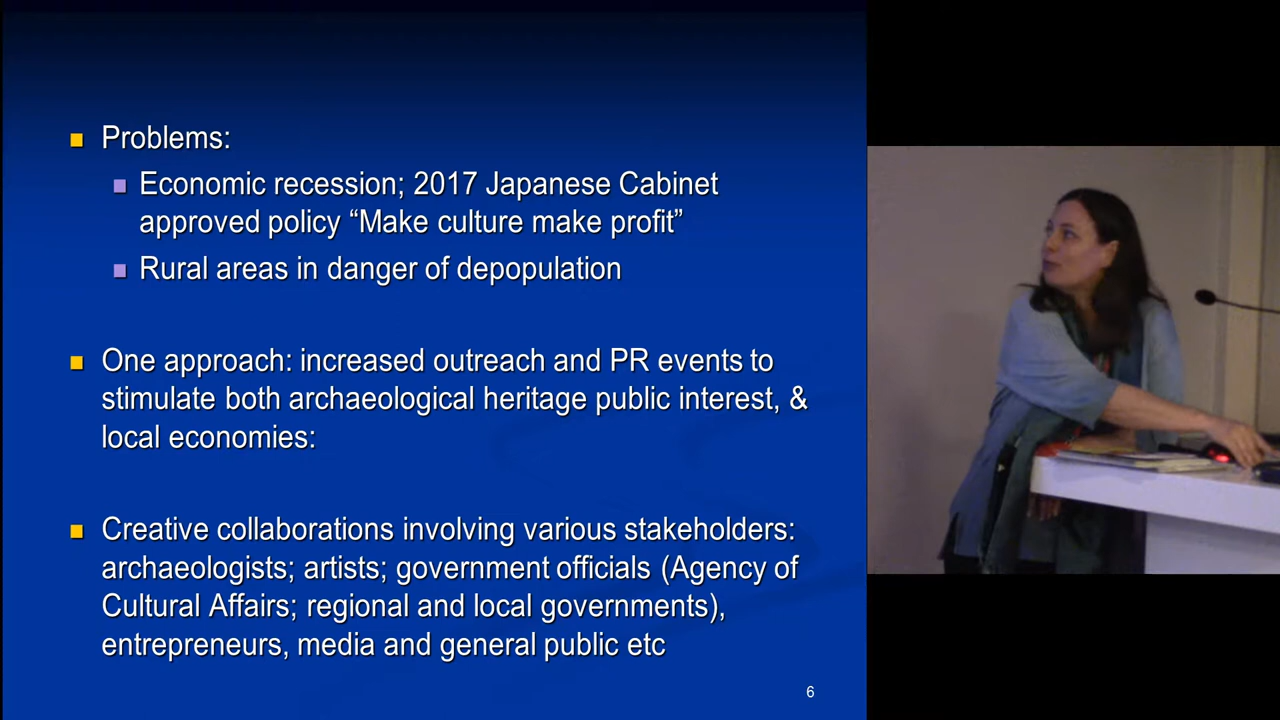 Problems:
Economic recession; 2017 Japanese Cabinet
approved policy “Make culture make profit”
Rural areas in danger of depopulation
One approach: increased outreach and PR events to
stimulate both archaeological heritage public interest, &
local economies:
Creative collaborations involving various stakeholders:
archaeologists; artists; government officials (Agency of
Cultural Affairs; regional and local governments),
entrepreneurs, media and general public etc
6